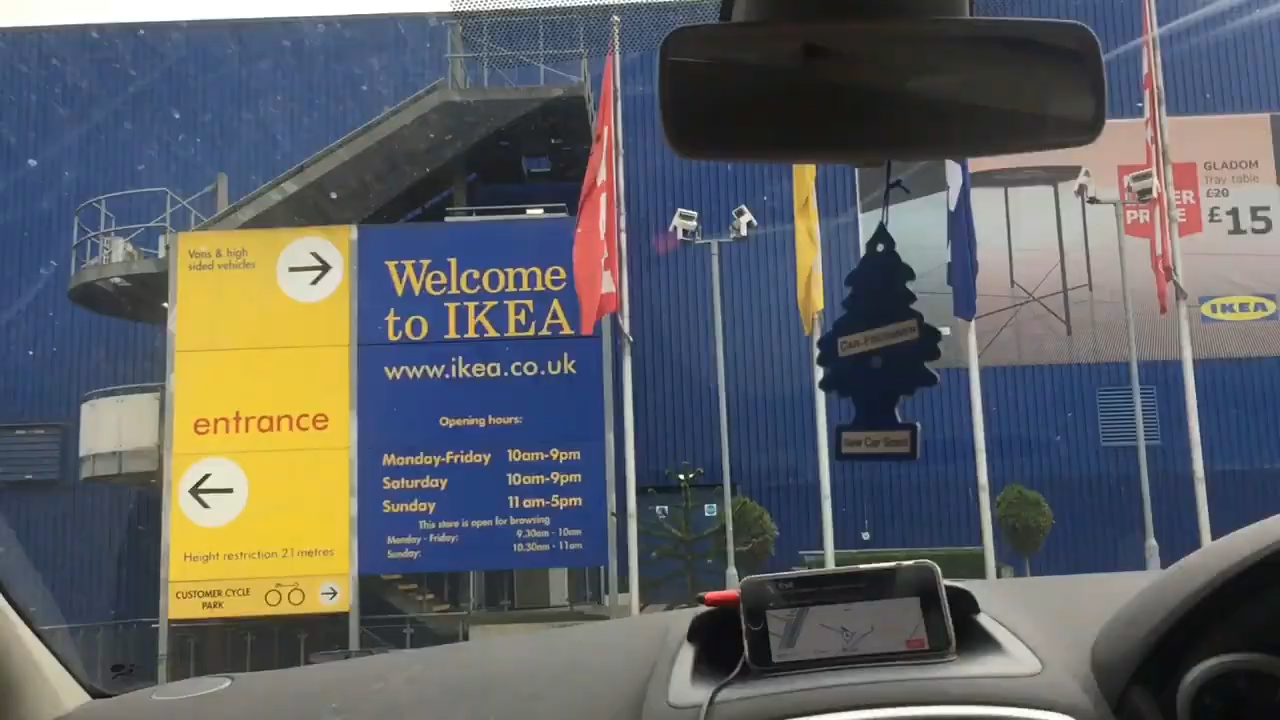 Vans & high
sided vehicles
entrance
Height restriction 2.1 metres
CUSTOMER CYCLE
PARK
Welcome
to IKEA
www.ikea.co.uk
Opening hours:
Monday-Friday 10am-9pm
Saturday 10am-9pm
Sunday 11am-5pm
This store is open for browsing
Monday - Friday: 9.30am - 10am
Sunday: 10.30am - 11am
CAR-FRESHNER
New Car Scent
GLADOM
Tray table
£20
£15
IKEA